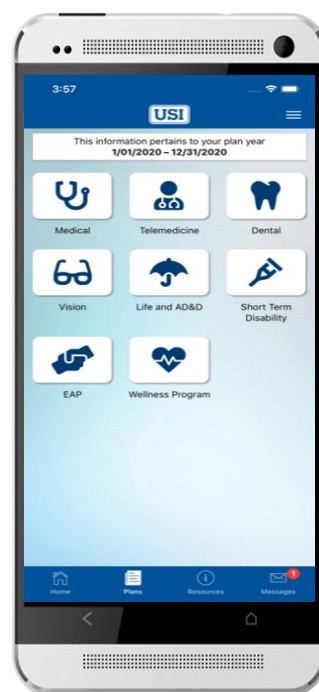 3:57
USI
This information pertains to your plan year
1/01/2020 – 12/31/2020
Medical
Telemedicine
Dental
Vision
Life and AD&D
Short Term
Disability
EAP
Wellness Program
1
Home
Plans
Resources
Messages